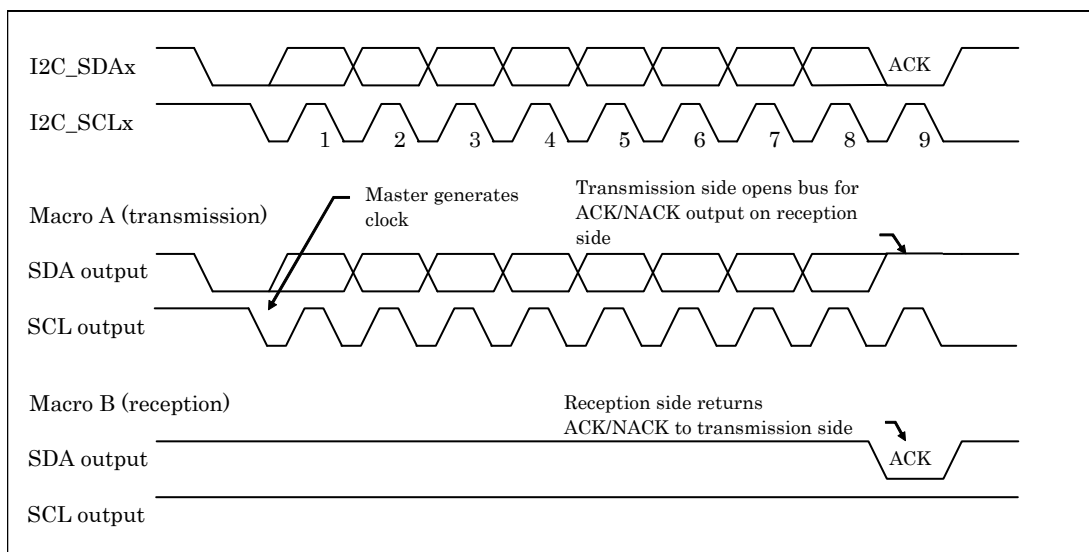 I2C_SDAx
ACK
I2C_SCLx
1 2 3 4 5 6 7 8 9
Macro A (transmission)
Master generates
clock
Transmission side opens bus for
ACK/NACK output on reception
side
SDA output
SCL output
Macro B (reception)
Reception side returns
ACK/NACK to transmission side
SDA output
ACK
SCL output